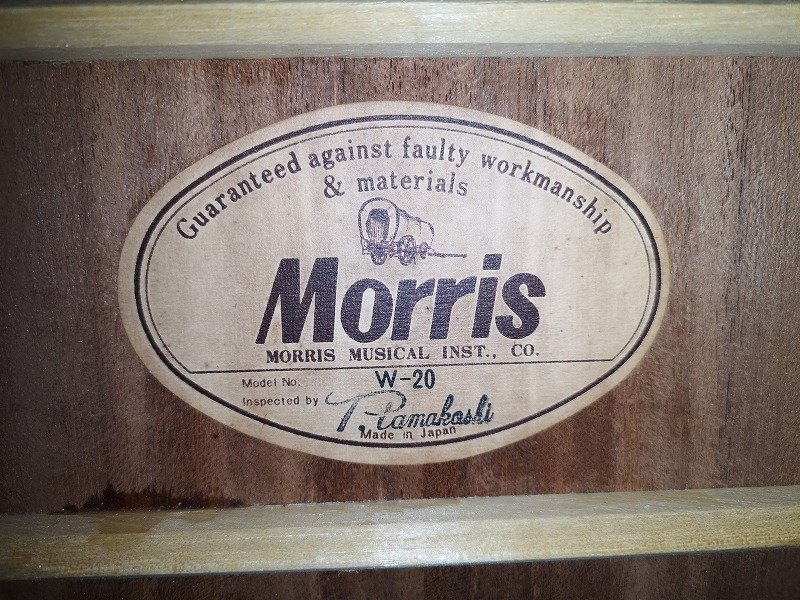 Guaranteed against faulty workmanship
& materials
Morris
MORRIS MUSICAL INST., CO.
Model No. W-20
Inspected by
Made in Japan